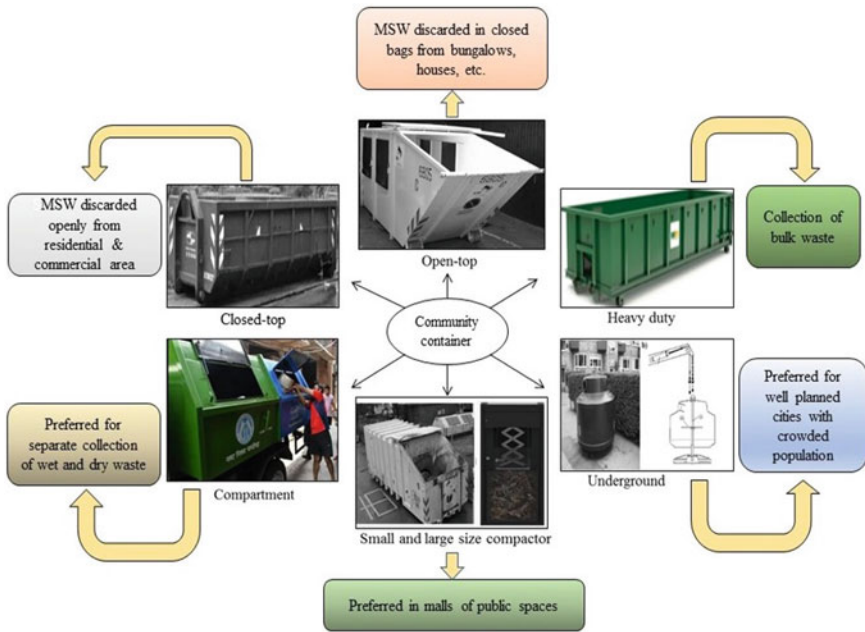 MSW discarded in closed
bags from bungalows,
houses, etc.
MSW discarded
openly from
residential &
commercial area
Closed-top
Open-top
Heavy duty
Collection of
bulk waste
Community
container
Preferred for
separate collection
of wet and dry waste
Compartment
Small and large size compactor
Underground
Preferred for
well planned
cities with
crowded
population
Preferred in malls of public spaces